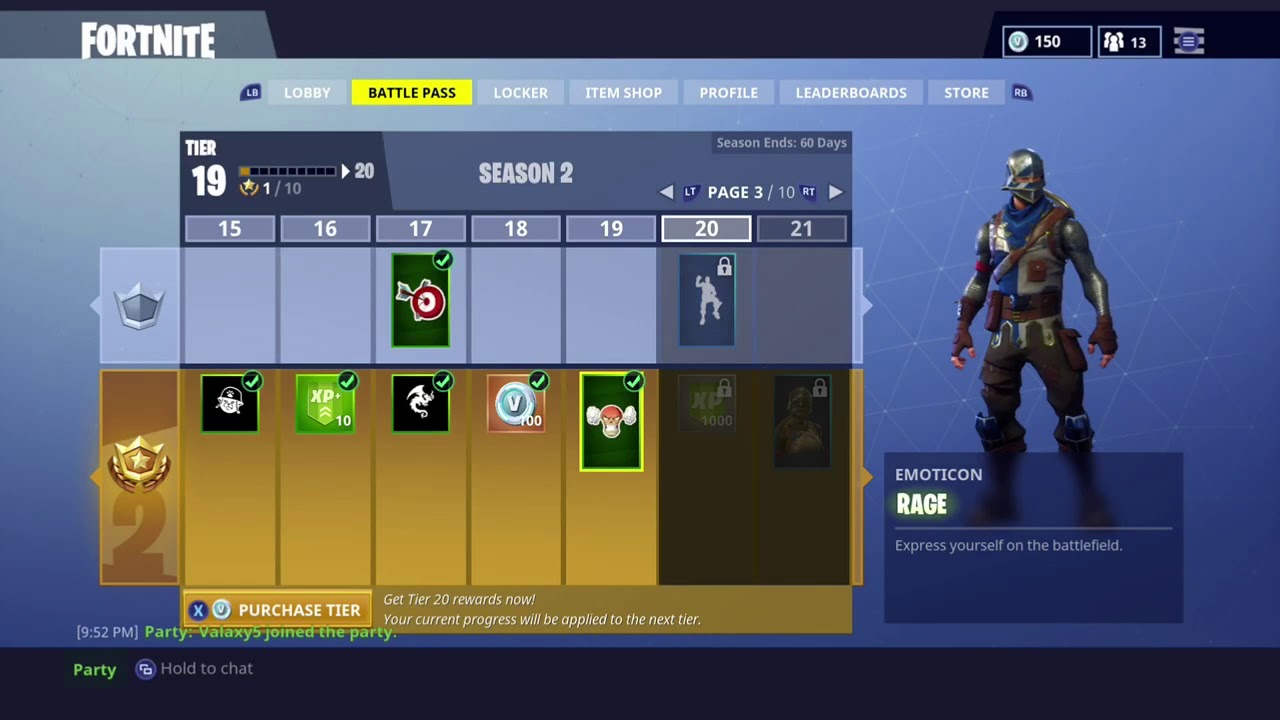 FORTNITE
150
13
LB LOBBY BATTLE PASS LOCKER ITEM SHOP PROFILE LEADERBOARDS STORE RB
TIER
19
20
1 / 10
SEASON 2
Season Ends: 60 Days
LT PAGE 3 / 10 RT
15 16 17 18 19 20 21
XP+
10
V
100
XP
1000
2
EMOTICON
RAGE
Express yourself on the battlefield.
X V PURCHASE TIER
Get Tier 20 rewards now!
Your current progress will be applied to the next tier.
[9:52 PM] Party: Valaxy5 joined the party.
Party Hold to chat